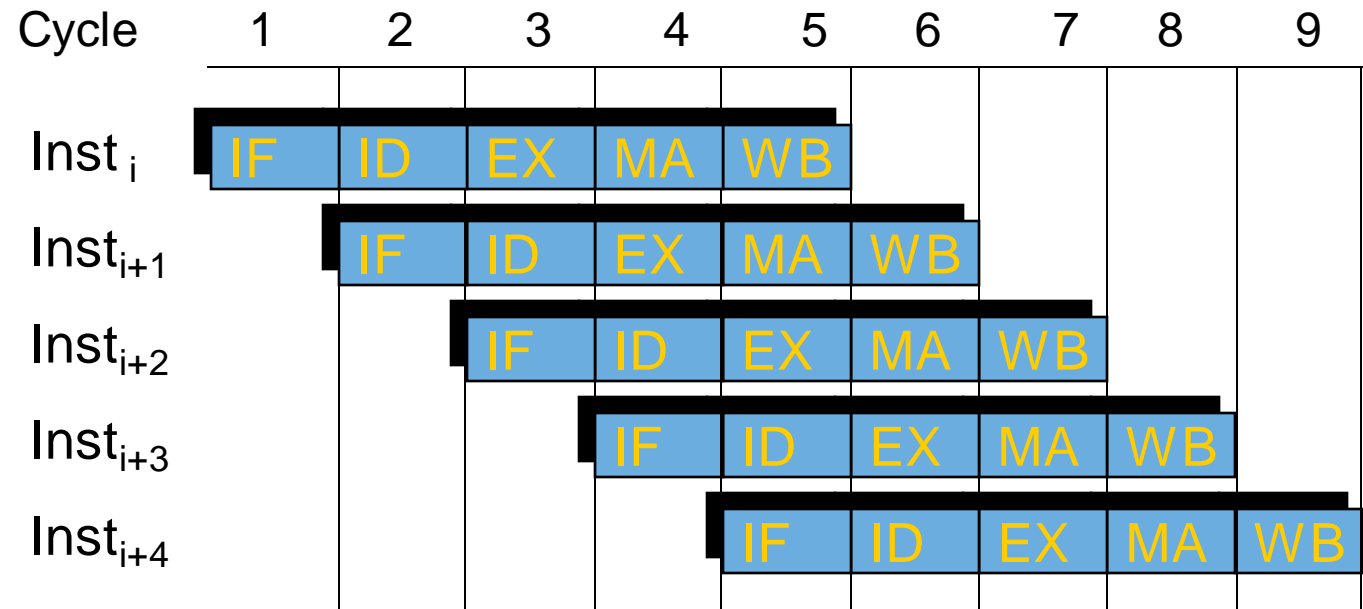 Cycle 1 2 3 4 5 6 7 8 9
Inst i IF ID EX MA WB
Insti+1 IF ID EX MA WB
Insti+2 IF ID EX MA WB
Insti+3 IF ID EX MA WB
Insti+4 IF ID EX MA WB